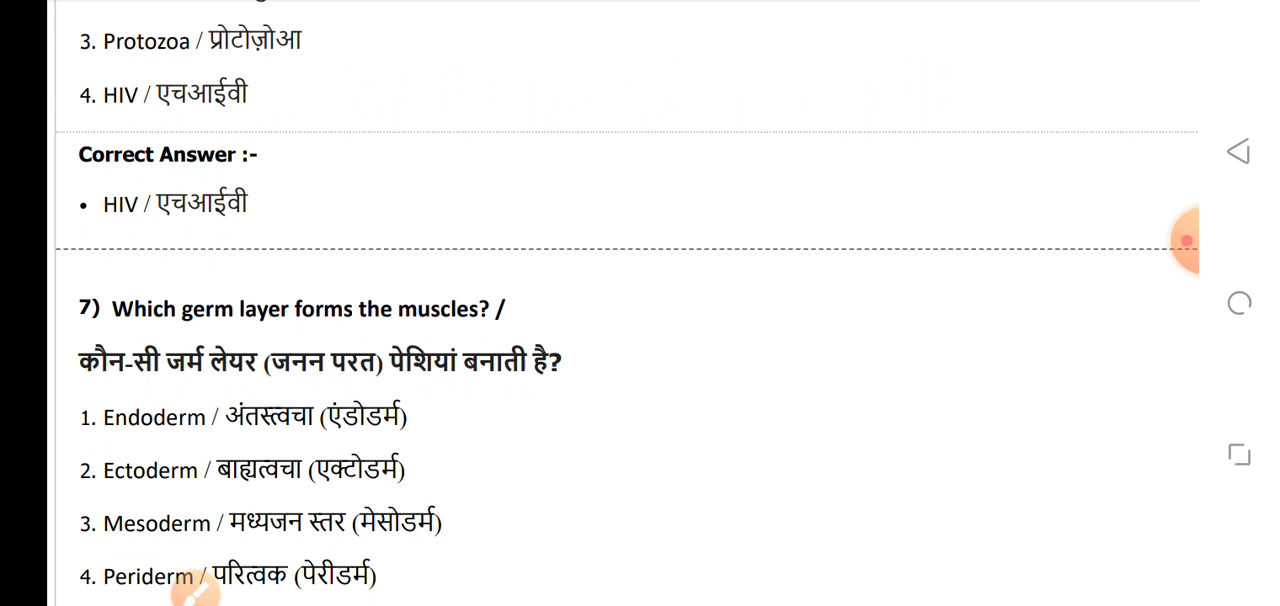 3. Protozoa / प्रोटोज़ोआ
4. HIV / एचआईवी
Correct Answer :-
• HIV / एचआईवी
7) Which germ layer forms the muscles? /
कौन-सी जर्म लेयर (जनन परत) पेशियां बनाती है?
1. Endoderm / अंतस्त्वचा (एंडोडर्म)
2. Ectoderm / बाह्यत्वचा (एक्टोडर्म)
3. Mesoderm / मध्यजन स्तर (मेसोडर्म)
4. Periderm / परित्वक (पेरीडर्म)